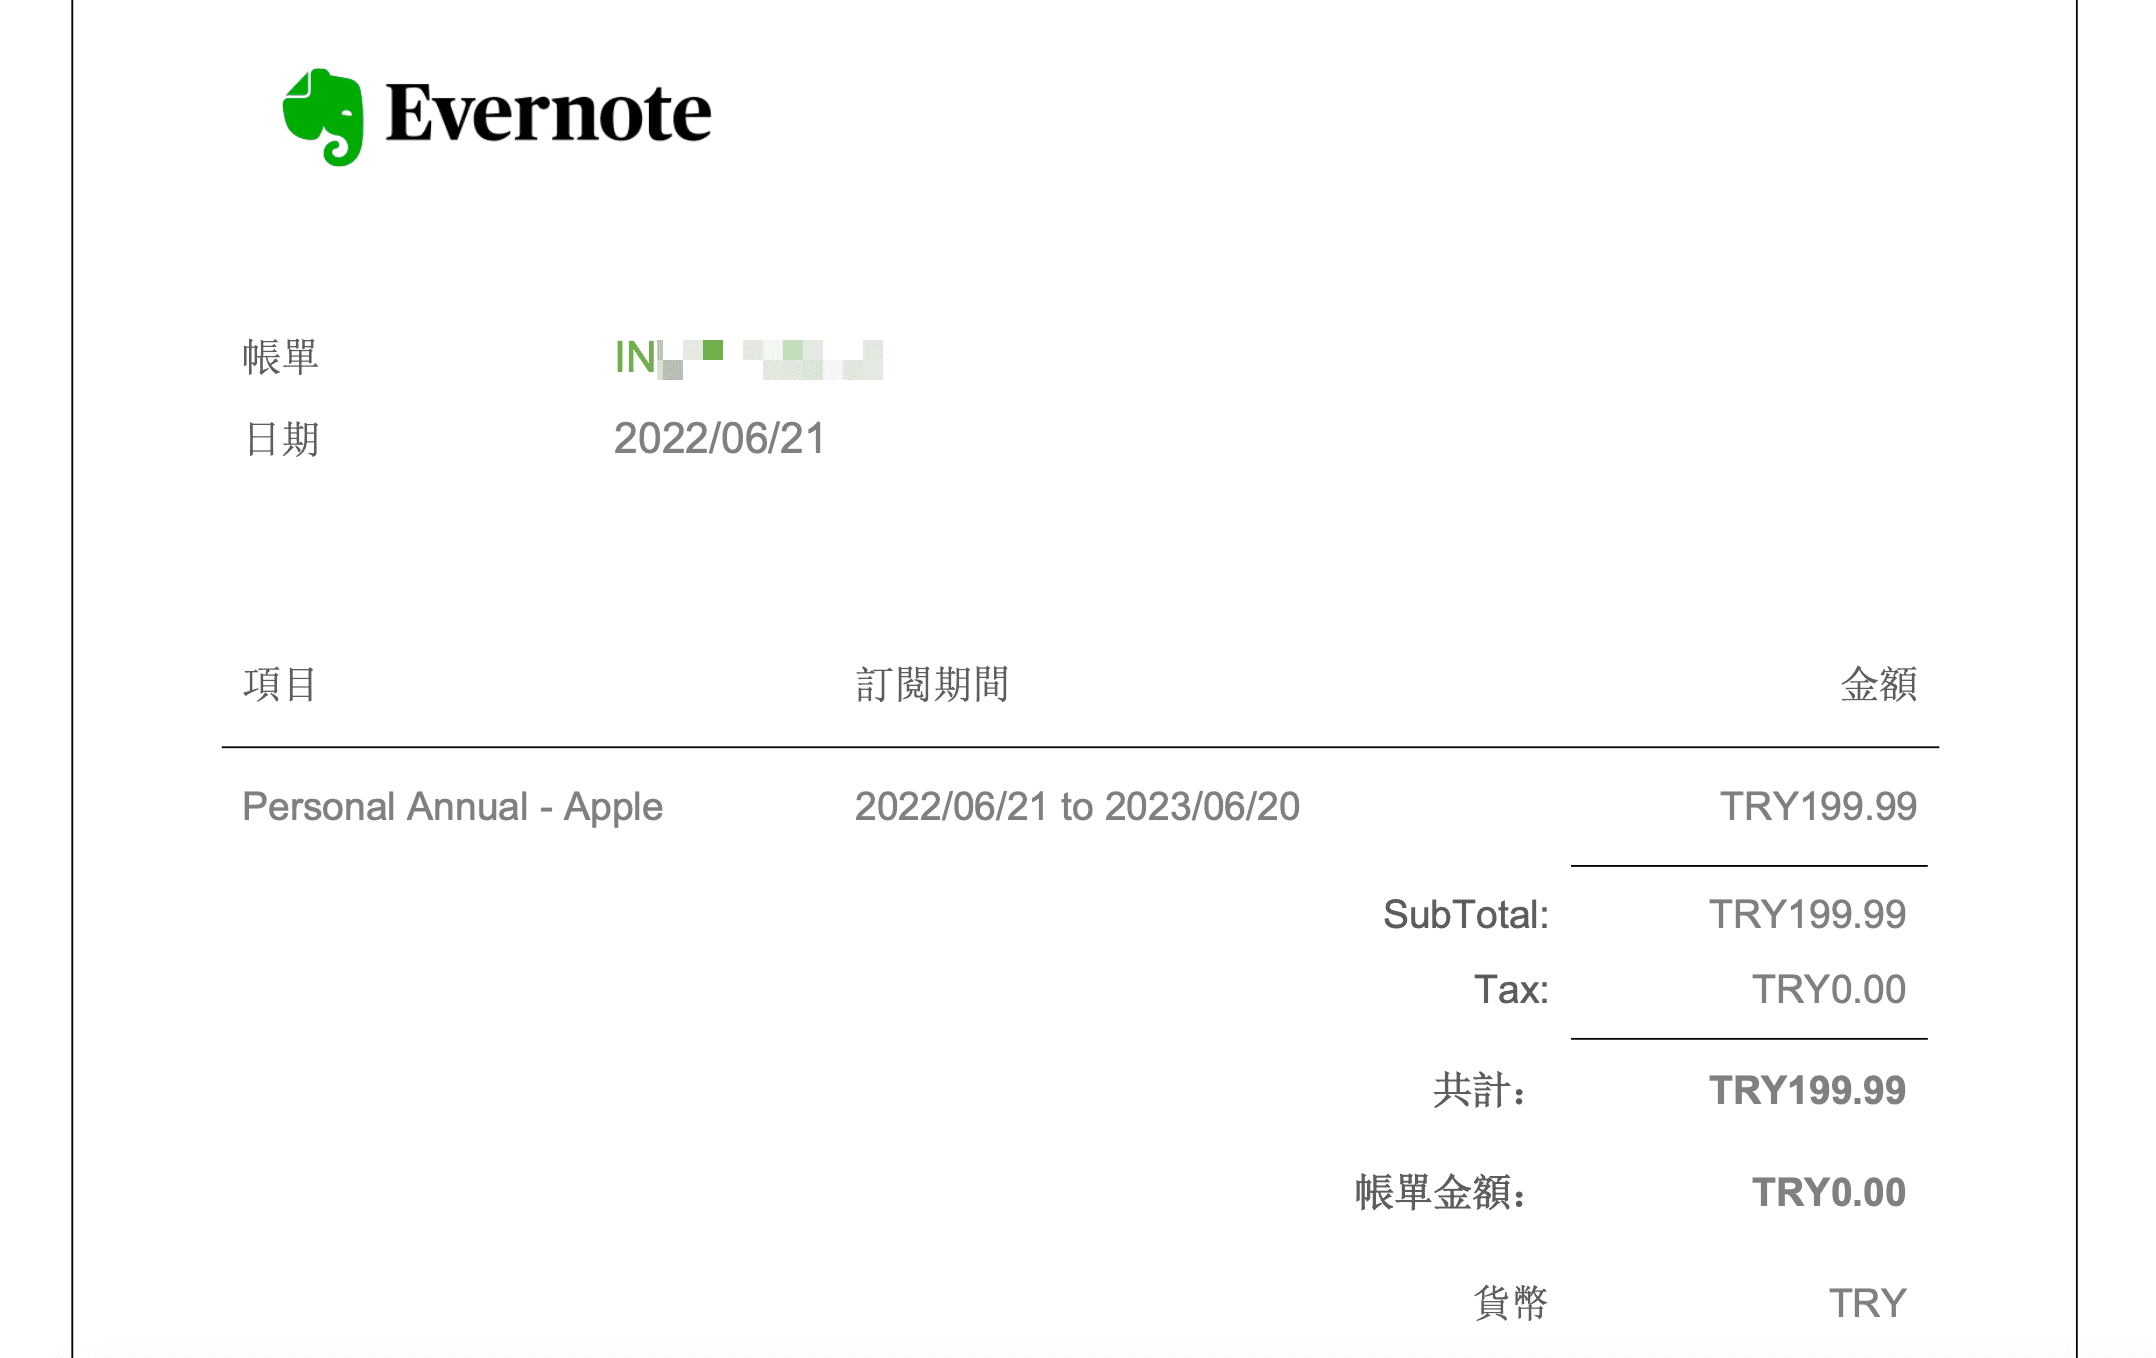 Evernote
帳單 IN
日期 2022/06/21
項目 訂閱期間 金額
Personal Annual - Apple 2022/06/21 to 2023/06/20 TRY199.99
SubTotal: TRY199.99
Tax: TRY0.00
共計： TRY199.99
帳單金額： TRY0.00
貨幣 TRY